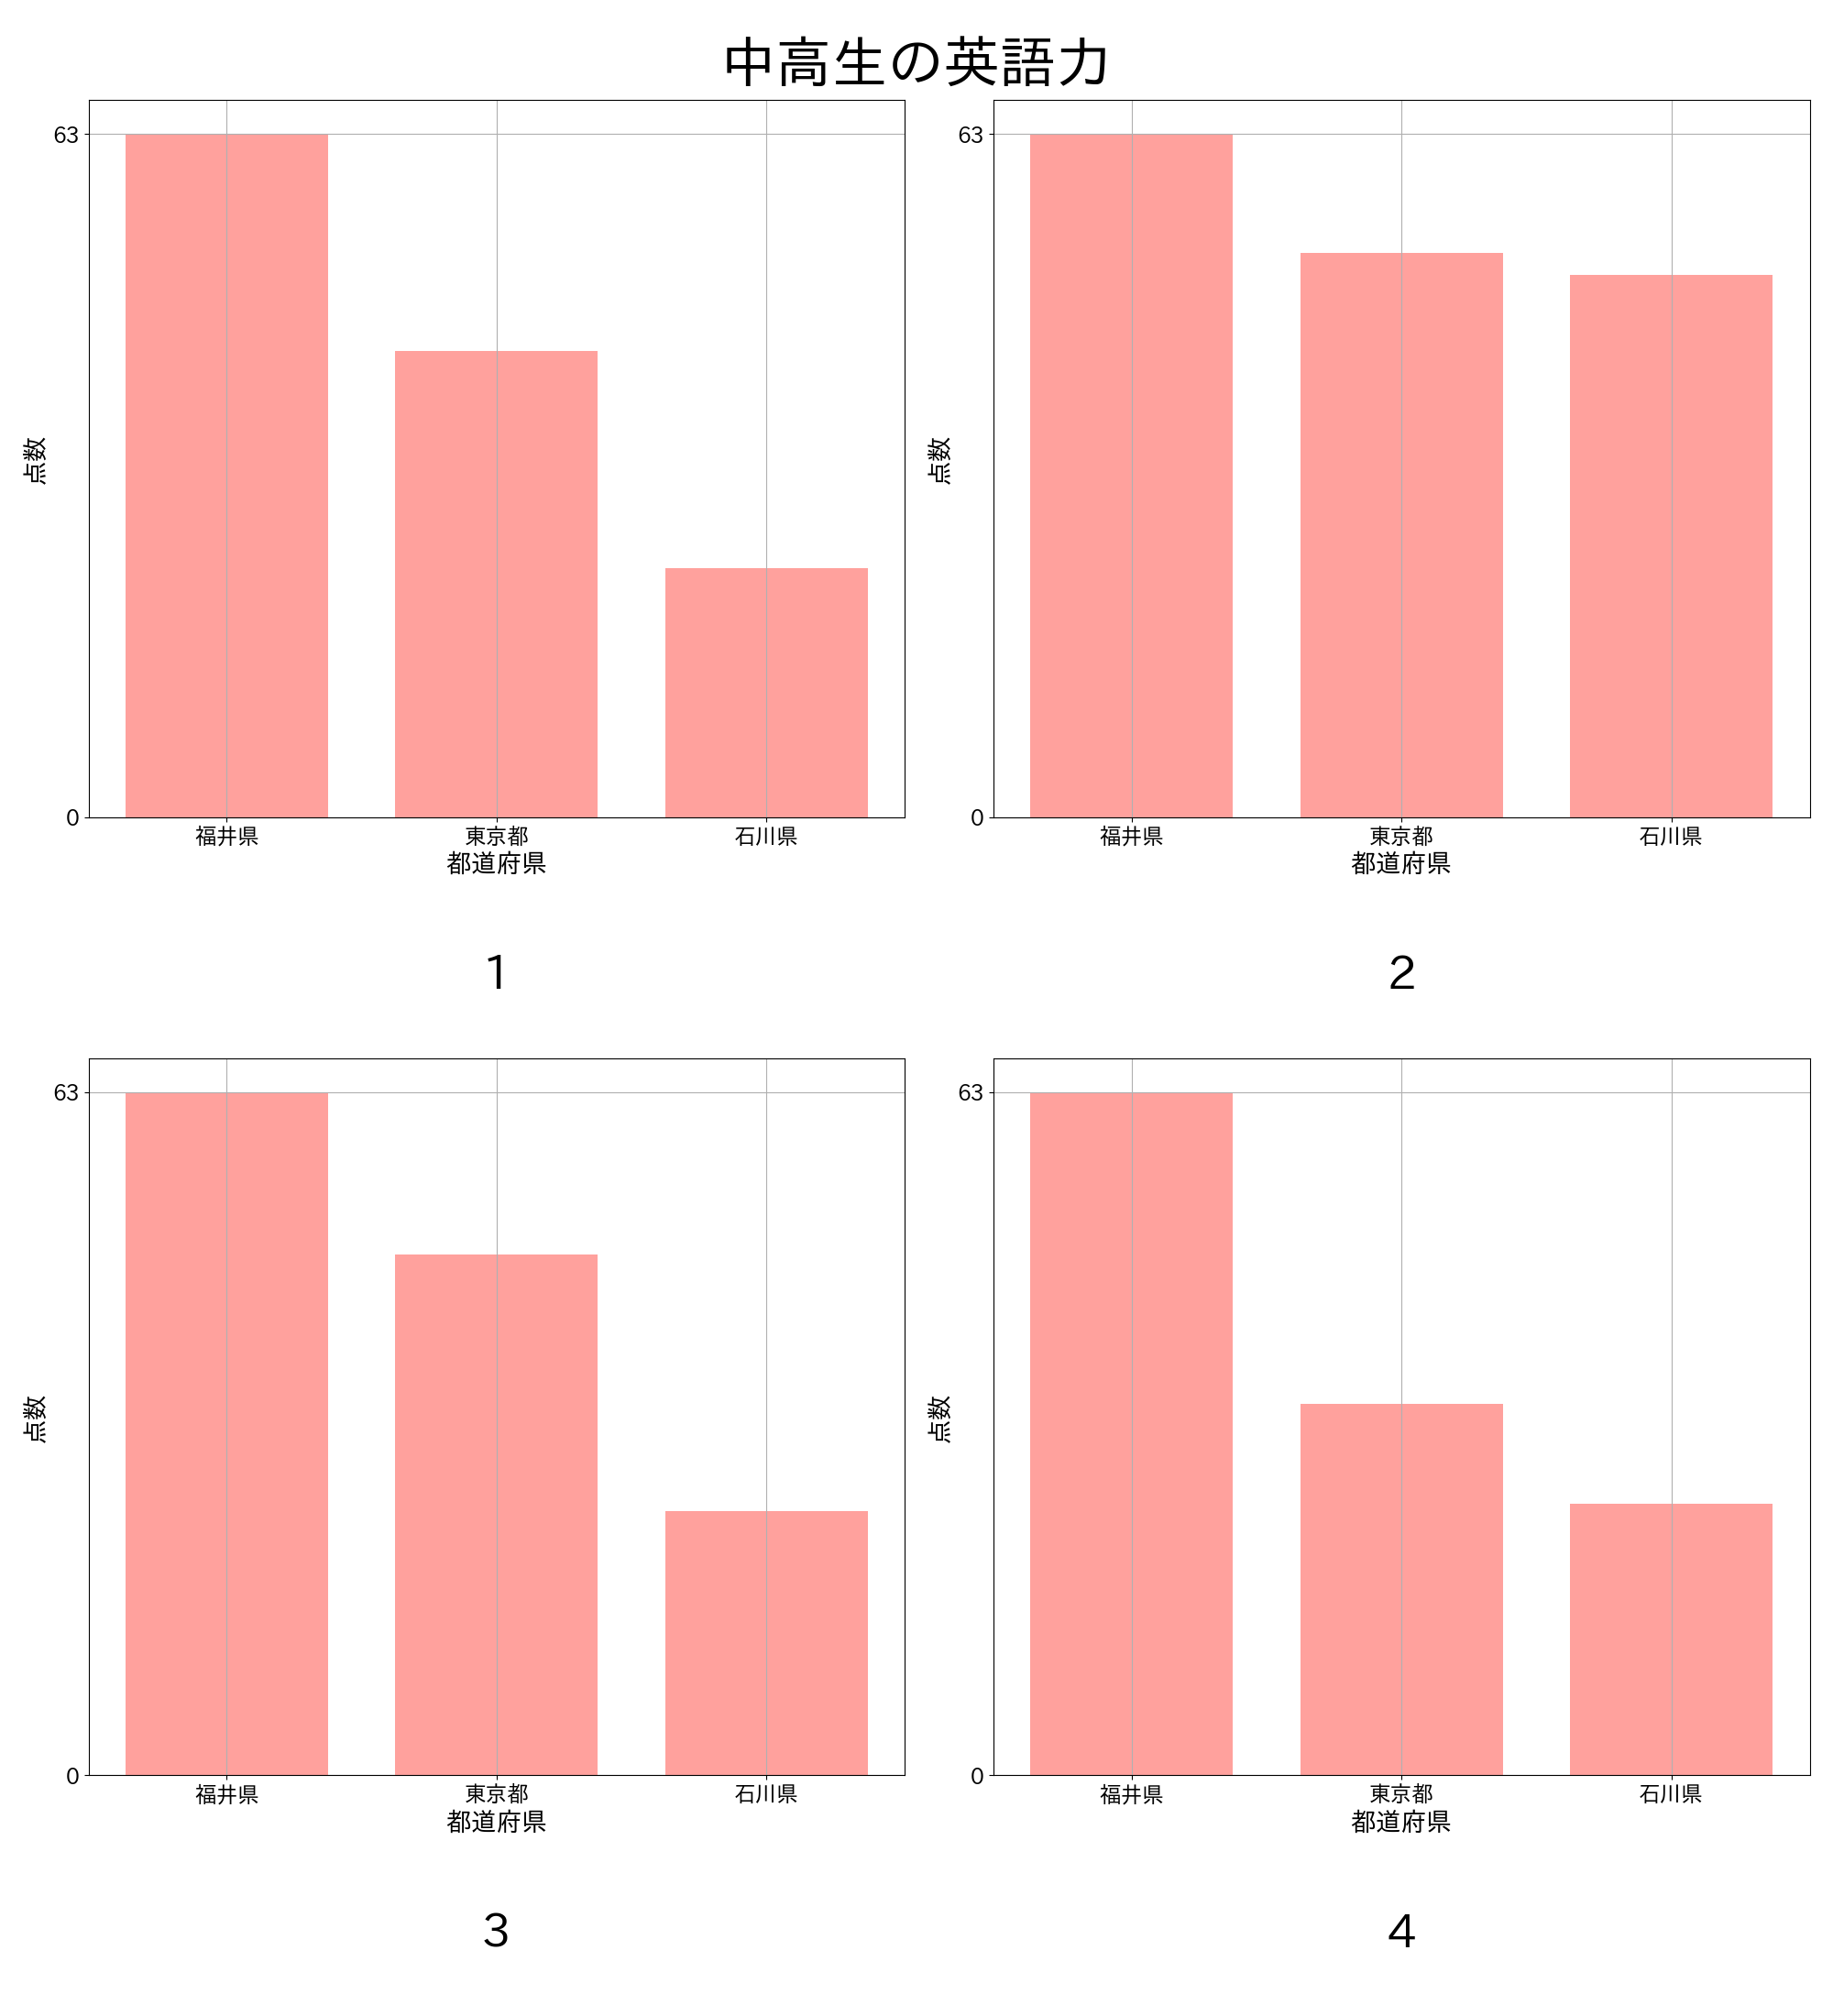 中高生の英語力
63
0
点数
福井県 東京都 石川県
都道府県
1
63
0
点数
福井県 東京都 石川県
都道府県
2
63
0
点数
福井県 東京都 石川県
都道府県
3
63
0
点数
福井県 東京都 石川県
都道府県
4